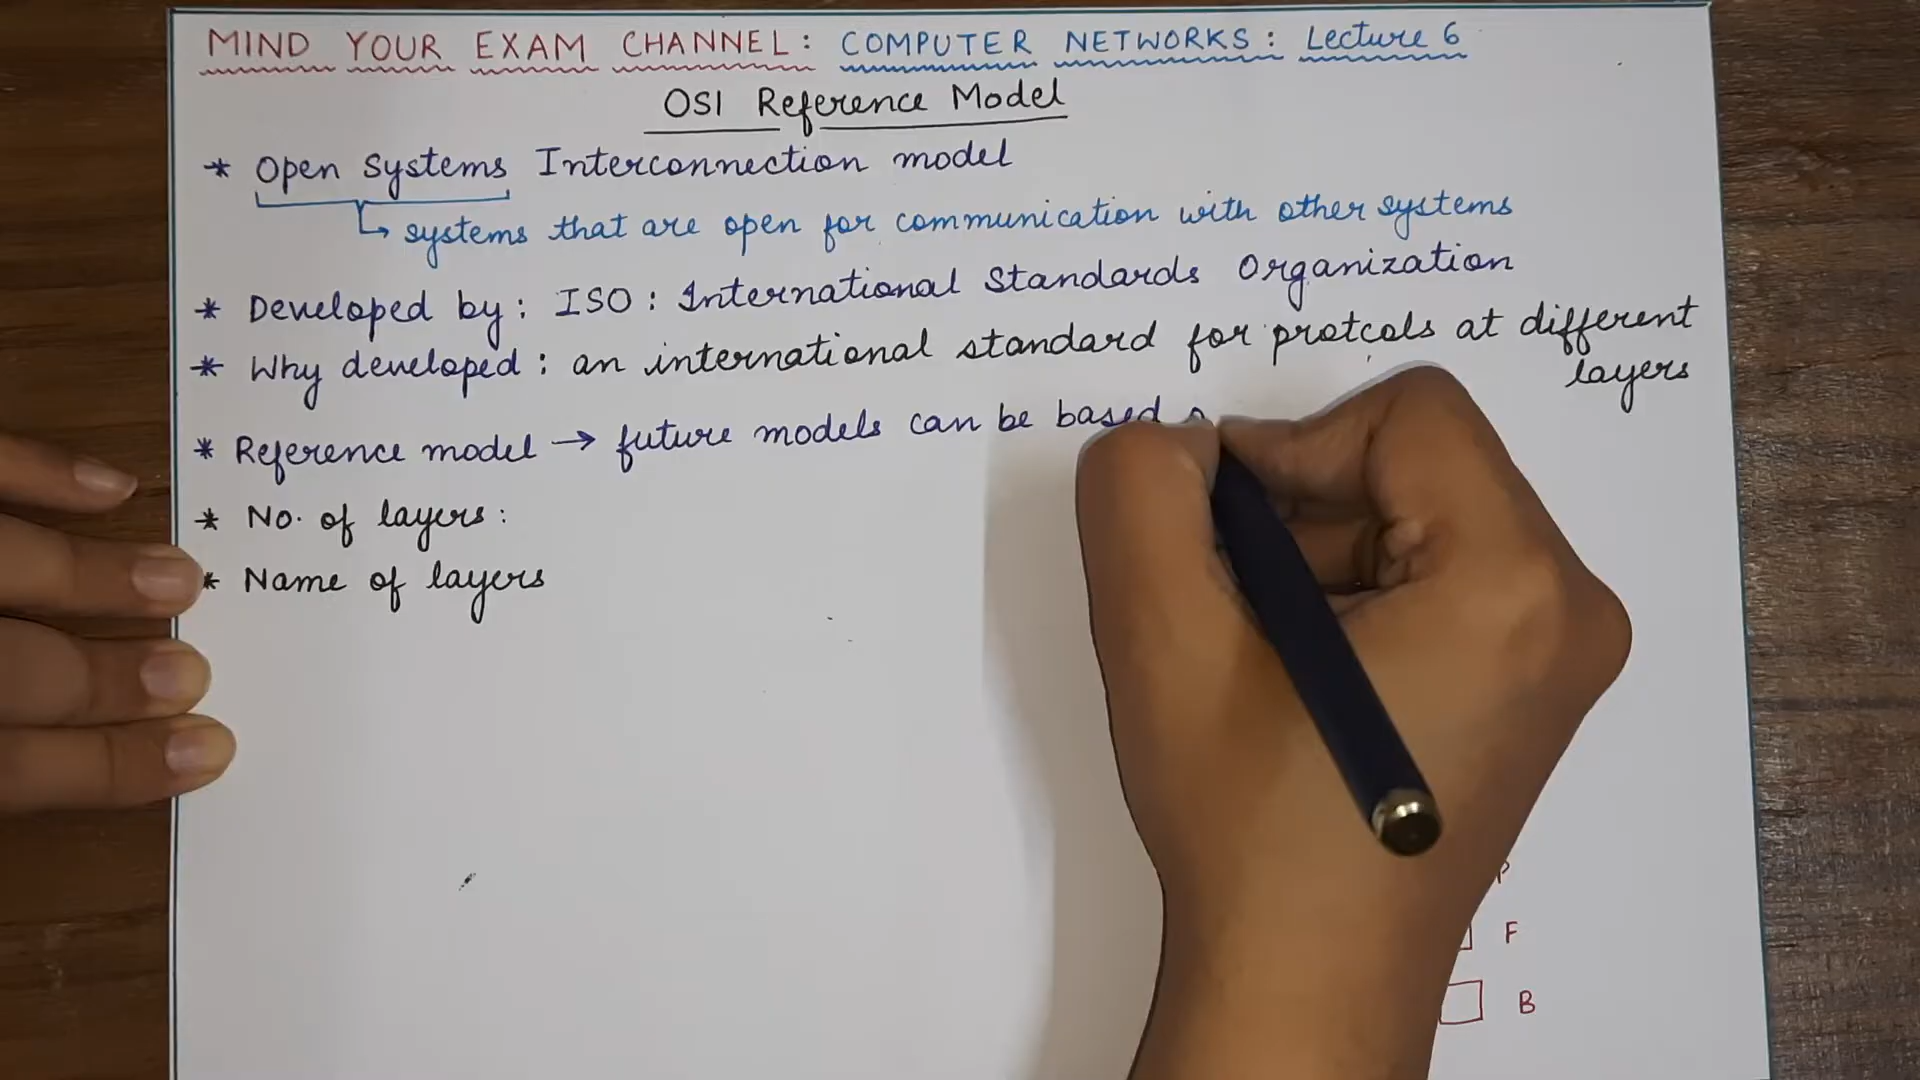 MIND YOUR EXAM CHANNEL: COMPUTER NETWORKS: Lecture 6
OSI Reference Model
* Open Systems Interconnection model
↳ systems that are open for communication with other systems
* Developed by: ISO: International Standards Organization
* Why developed: an international standard for protcols at different
layers
* Reference model → future models can be based
* No. of layers:
* Name of layers
P
F
B